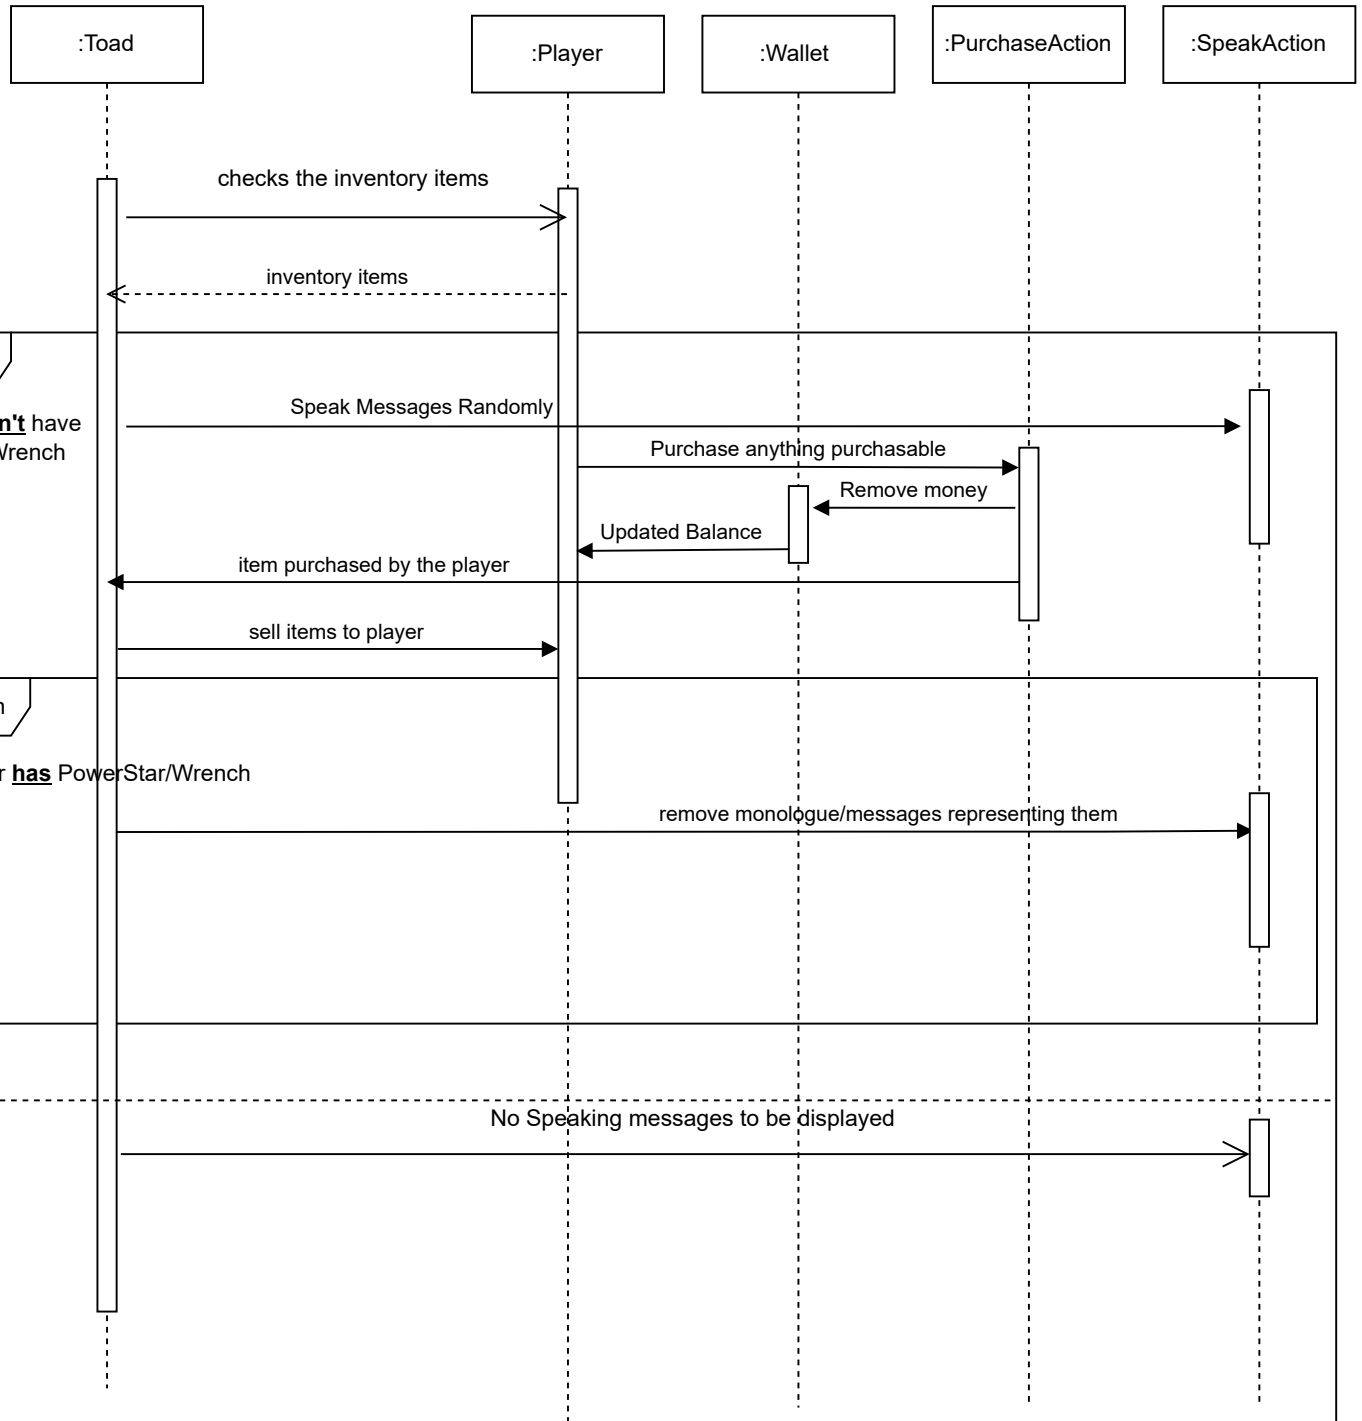 :Toad
:Player
:Wallet
:PurchaseAction
:SpeakAction
checks the inventory items
inventory items
Speak Messages Randomly
n't have
Wrench
Purchase anything purchasable
Remove money
Updated Balance
item purchased by the player
sell items to player
n
r has PowerStar/Wrench
remove monologue/messages representing them
No Speaking messages to be displayed